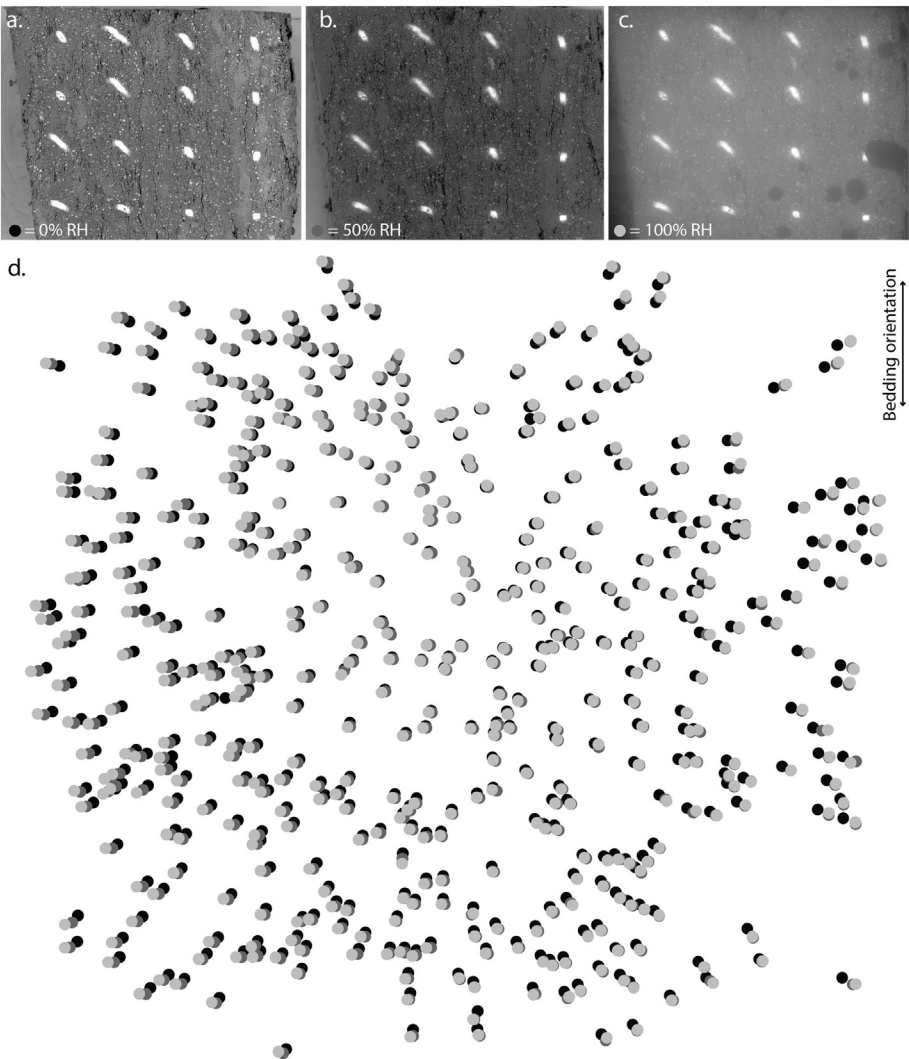 a.
b.
c.
= 0% RH
= 50% RH
= 100% RH
d.
Bedding orientation